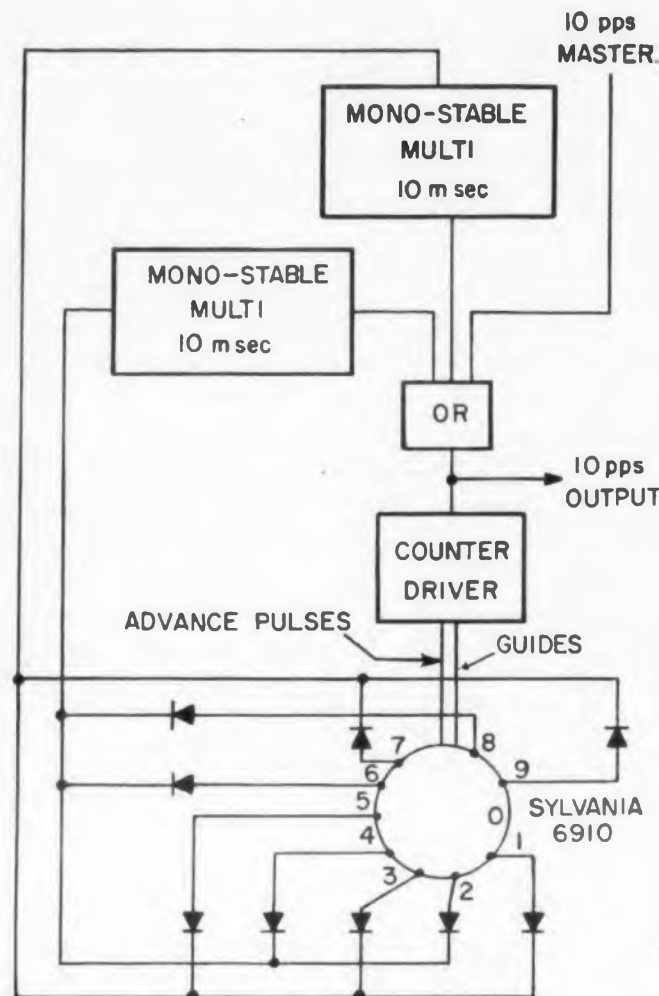 10 pps
MASTER.
MONO-STABLE
MULTI
10 m sec
MONO-STABLE
MULTI
10 m sec
OR
10 pps
OUTPUT
COUNTER
DRIVER
ADVANCE PULSES
GUIDES
7
8
6
9
5
0
SYLVANIA
6910
4
1
3
2